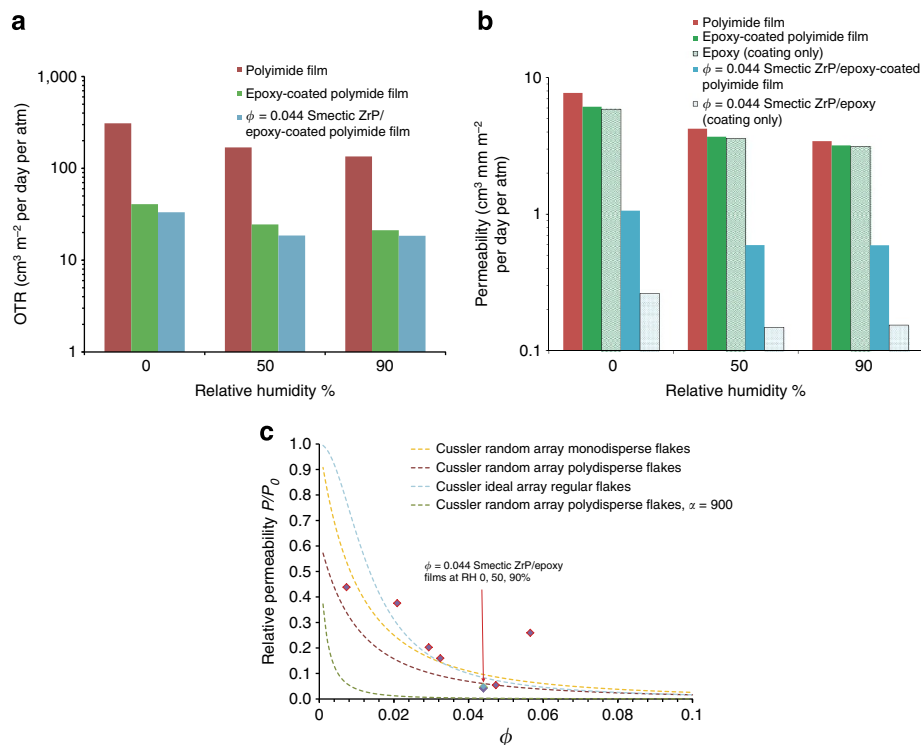 a
1,000
100
10
1
OTR (cm³ m⁻² per day per atm)
Polyimide film
Epoxy-coated polymide film
ϕ = 0.044 Smectic ZrP/
epoxy-coated polyimide film
0 50 90
Relative humidity %
b
10
1
0.1
Permeability (cm³ mm m⁻²
per day per atm)
Polyimide film
Epoxy-coated polyimide film
Epoxy (coating only)
ϕ = 0.044 Smectic ZrP/epoxy-coated
polyimide film
ϕ = 0.044 Smectic ZrP/epoxy
(coating only)
0 50 90
Relative humidity %
c
1.0
0.9
0.8
0.7
0.6
0.5
0.4
0.3
0.2
0.1
0.0
Relative permeability P/P₀
Cussler random array monodisperse flakes
Cussler random array polydisperse flakes
Cussler ideal array regular flakes
Cussler random array polydisperse flakes, α = 900
ϕ = 0.044 Smectic ZrP/epoxy
films at RH 0, 50, 90%
0 0.02 0.04 0.06 0.08 0.1
ϕ